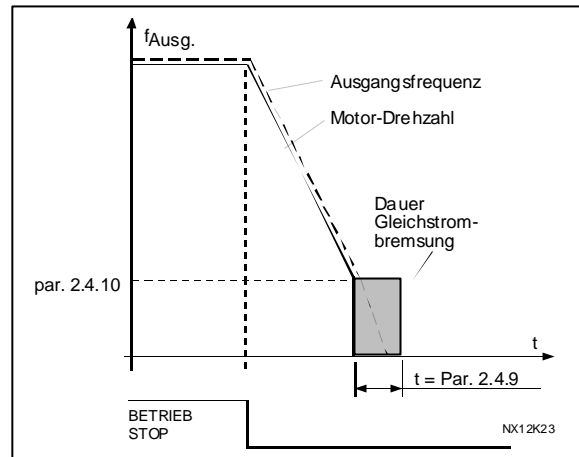 fAusg.
Ausgangsfrequenz
Motor-Drehzahl
Dauer
Gleichstrom-
bremsung
par. 2.4.10
t
t = Par. 2.4.9
BETRIEB
STOP
NX12K23